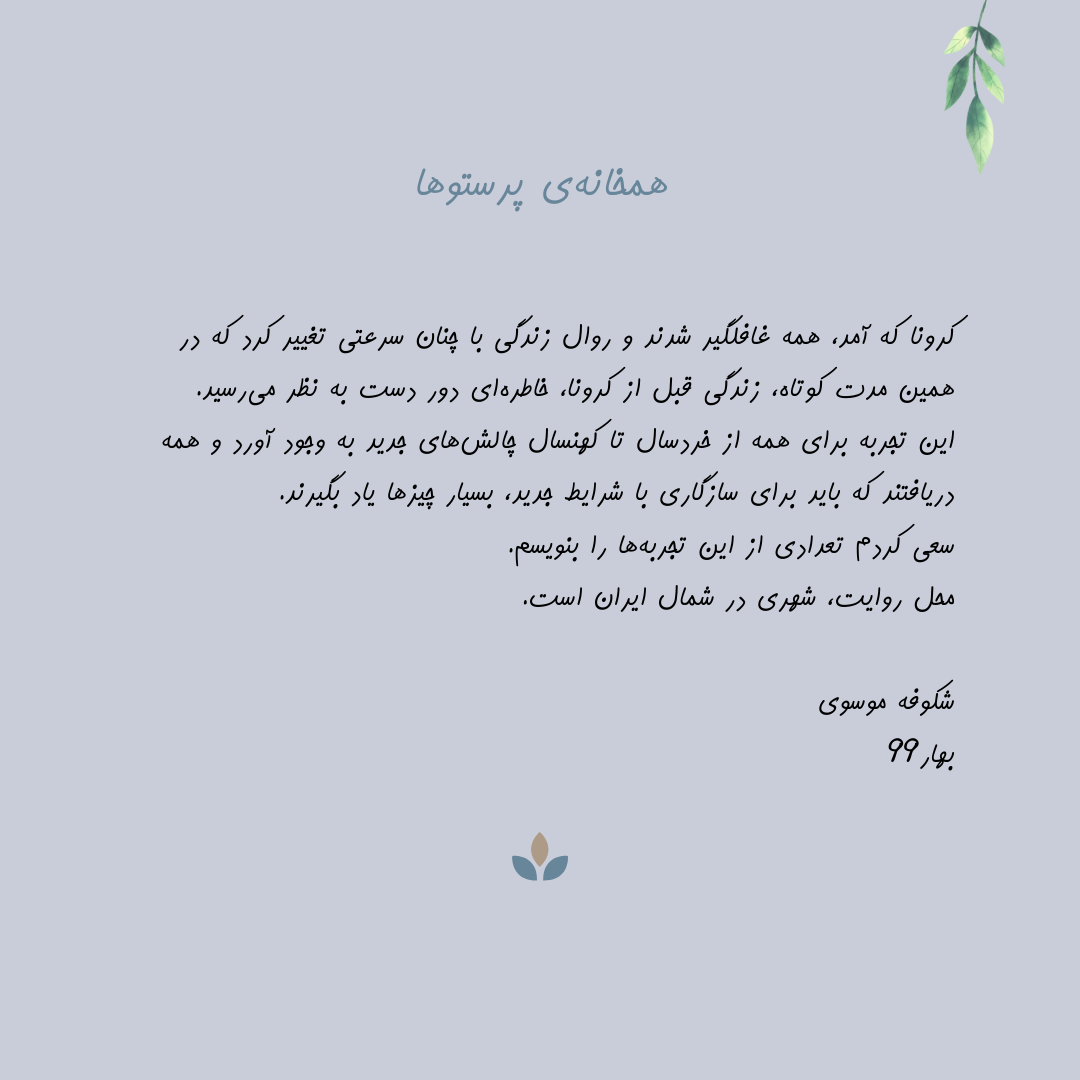 همخانه‌ی پرستوها
کرونا که آمد، همه غافلگیر شدند و روال زندگی با چنان سرعتی تغییر کرد که در
همین مدت کوتاه، زندگی قبل از کرونا، خاطره‌ای دور دست به نظر می‌رسید.
این تجربه برای همه از خردسال تا کهنسال چالش‌های جدید به وجود آورد و همه
دریافتند که باید برای سازگاری با شرایط جدید، بسیار چیزها یاد بگیرند.
سعی کردم تعدادی از این تجربه‌ها را بنویسم.
محل روایت، شهری در شمال ایران است.
شکوفه موسوی
بهار ۹۹